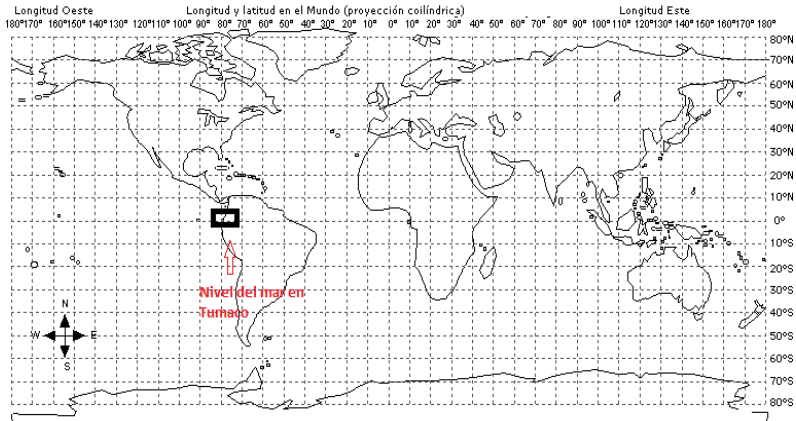 Longitud Oeste Longitud y latitud en el Mundo (proyección coilíndrica) Longitud Este
180°170° 160° 150° 140° 130° 120° 110° 100° 90° 80° 70° 60° 50° 40° 30° 20° 10° 0° 10° 20° 30° 40° 50° 60° 70° 80° 90° 100° 110° 120° 130° 140° 150° 160° 170° 180°
80°N
70°N
60°N
50°N
40°N
30°N
20°N
10°N
0°
10°S
20°S
30°S
40°S
50°S
60°S
70°S
80°S
Nivel del mar en
Tumaco
N
W E
S